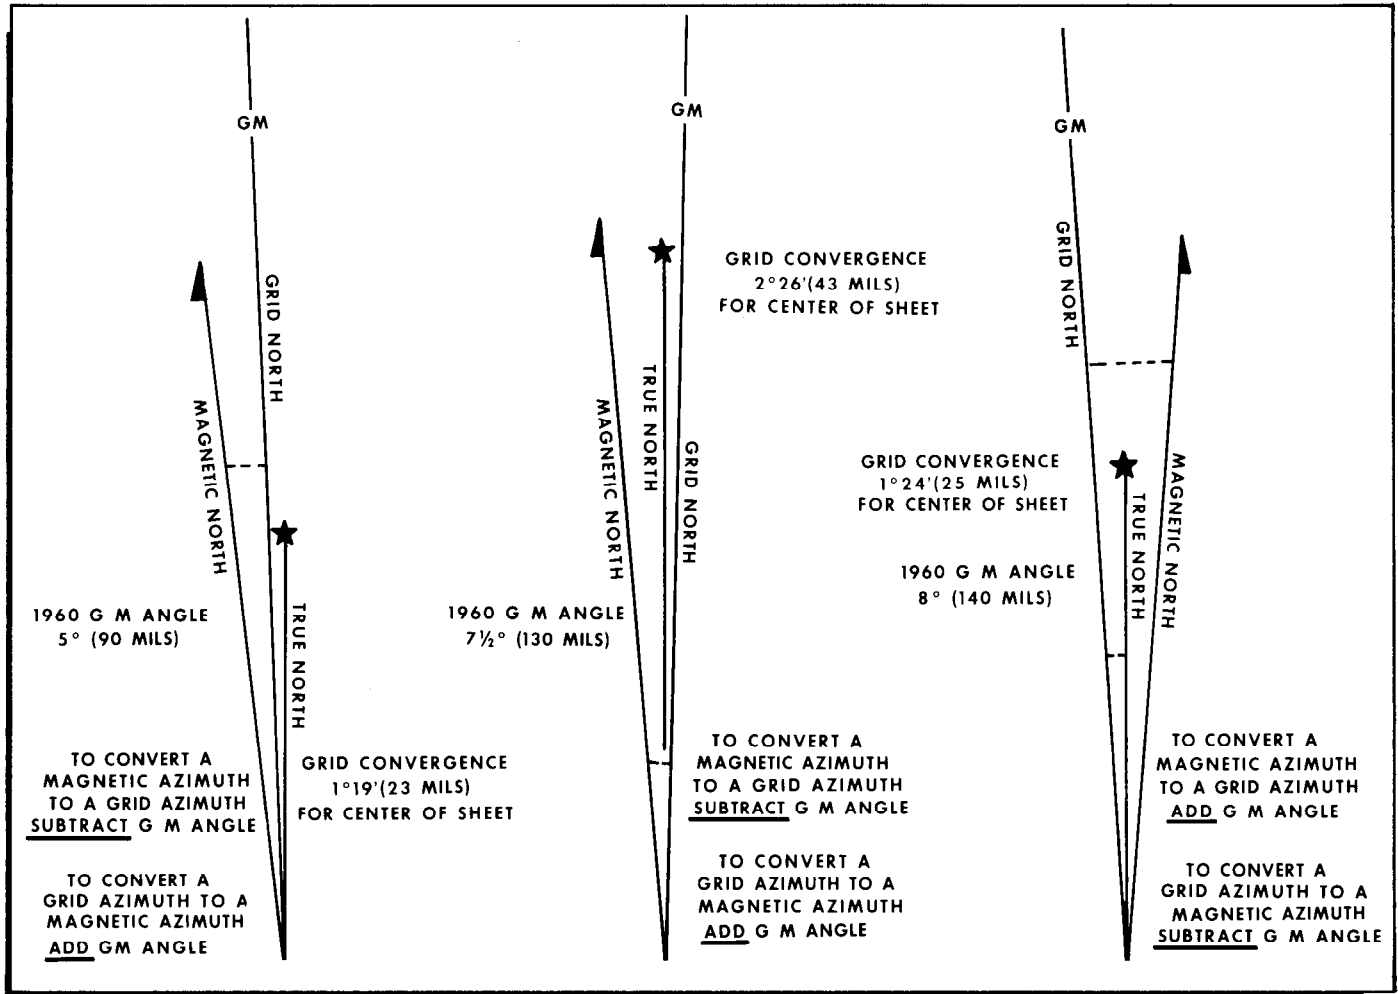 GM
GRID NORTH
MAGNETIC NORTH
TRUE NORTH
1960 G M ANGLE
5° (90 MILS)
GRID CONVERGENCE
1°19'(23 MILS)
FOR CENTER OF SHEET
TO CONVERT A
MAGNETIC AZIMUTH
TO A GRID AZIMUTH
SUBTRACT G M ANGLE
TO CONVERT A
GRID AZIMUTH TO A
MAGNETIC AZIMUTH
ADD GM ANGLE
GM
GRID CONVERGENCE
2°26'(43 MILS)
FOR CENTER OF SHEET
TRUE NORTH
MAGNETIC NORTH
GRID NORTH
1960 G M ANGLE
7½° (130 MILS)
TO CONVERT A
MAGNETIC AZIMUTH
TO A GRID AZIMUTH
SUBTRACT G M ANGLE
TO CONVERT A
GRID AZIMUTH TO A
MAGNETIC AZIMUTH
ADD G M ANGLE
GM
GRID NORTH
GRID CONVERGENCE
1°24'(25 MILS)
FOR CENTER OF SHEET
MAGNETIC NORTH
TRUE NORTH
1960 G M ANGLE
8° (140 MILS)
TO CONVERT A
MAGNETIC AZIMUTH
TO A GRID AZIMUTH
ADD G M ANGLE
TO CONVERT A
GRID AZIMUTH TO A
MAGNETIC AZIMUTH
SUBTRACT G M ANGLE